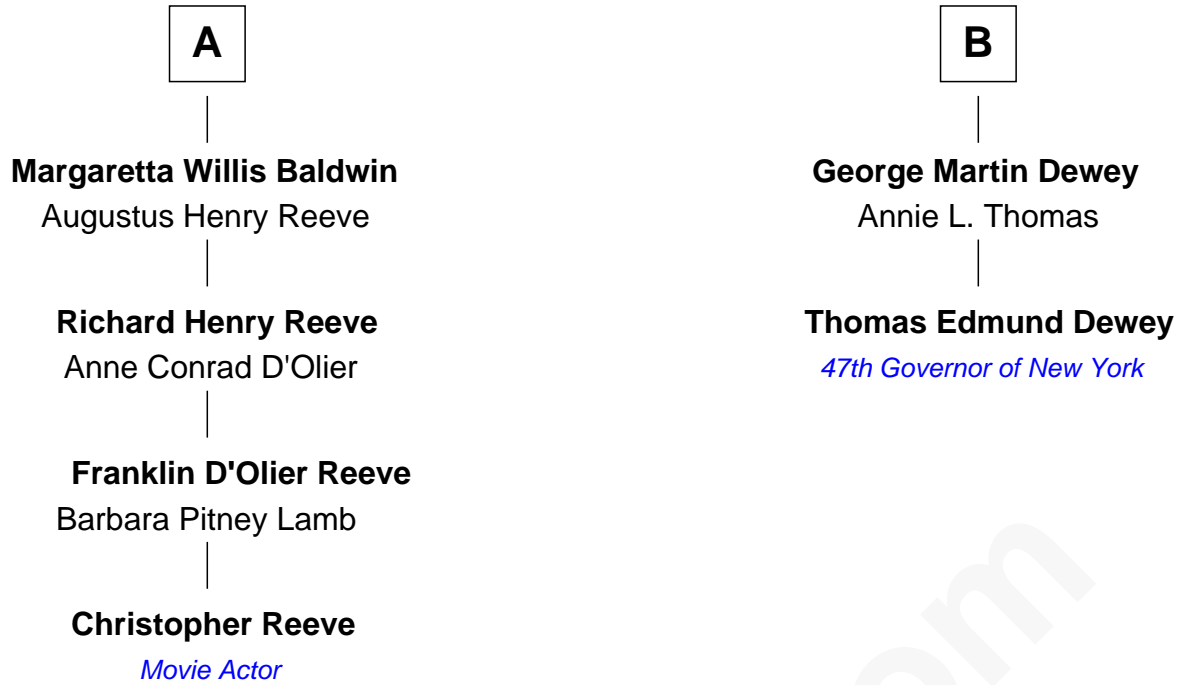 A
Margaretta Willis Baldwin
Augustus Henry Reeve
Richard Henry Reeve
Anne Conrad D'Olier
Franklin D'Olier Reeve
Barbara Pitney Lamb
Christopher Reeve
Movie Actor
B
George Martin Dewey
Annie L. Thomas
Thomas Edmund Dewey
47th Governor of New York
om